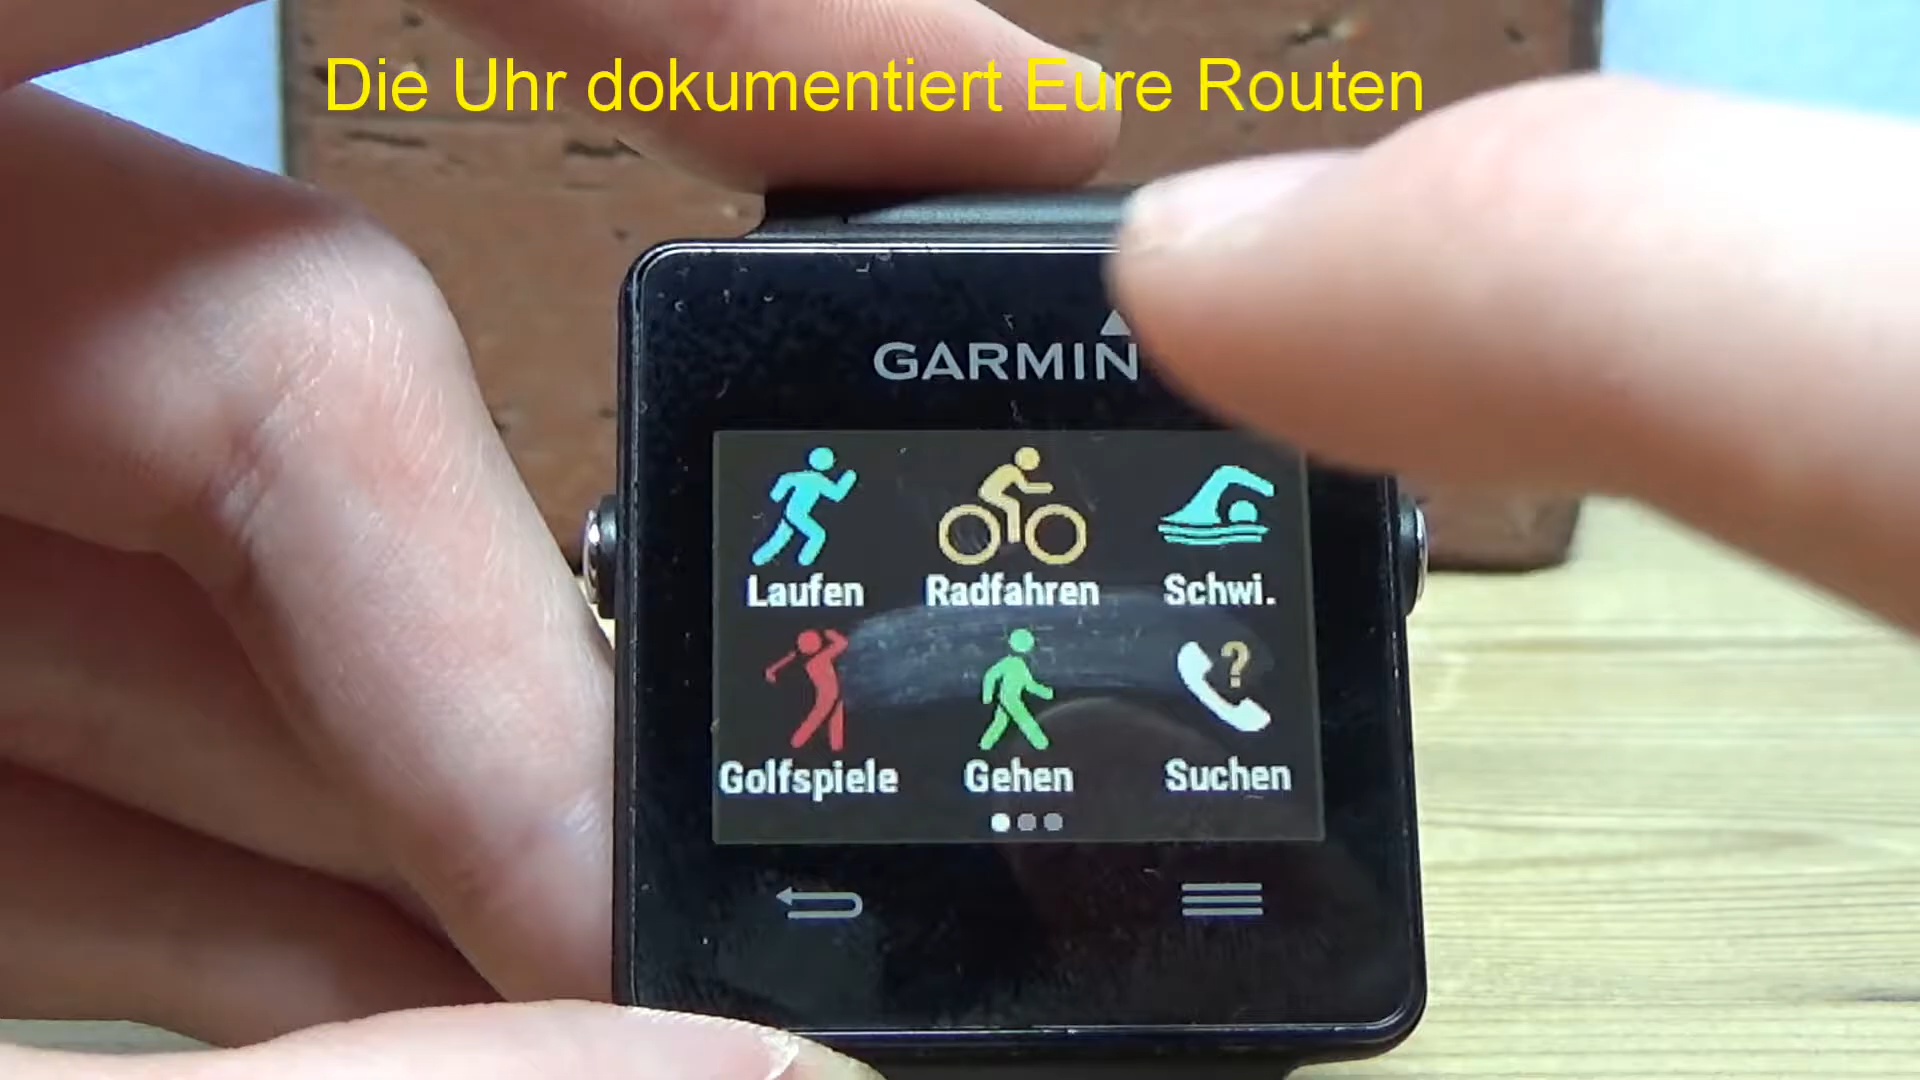 Die Uhr dokumentiert Eure Routen
GARMIN
Laufen Radfahren Schwi.
?
Golfspiele Gehen Suchen